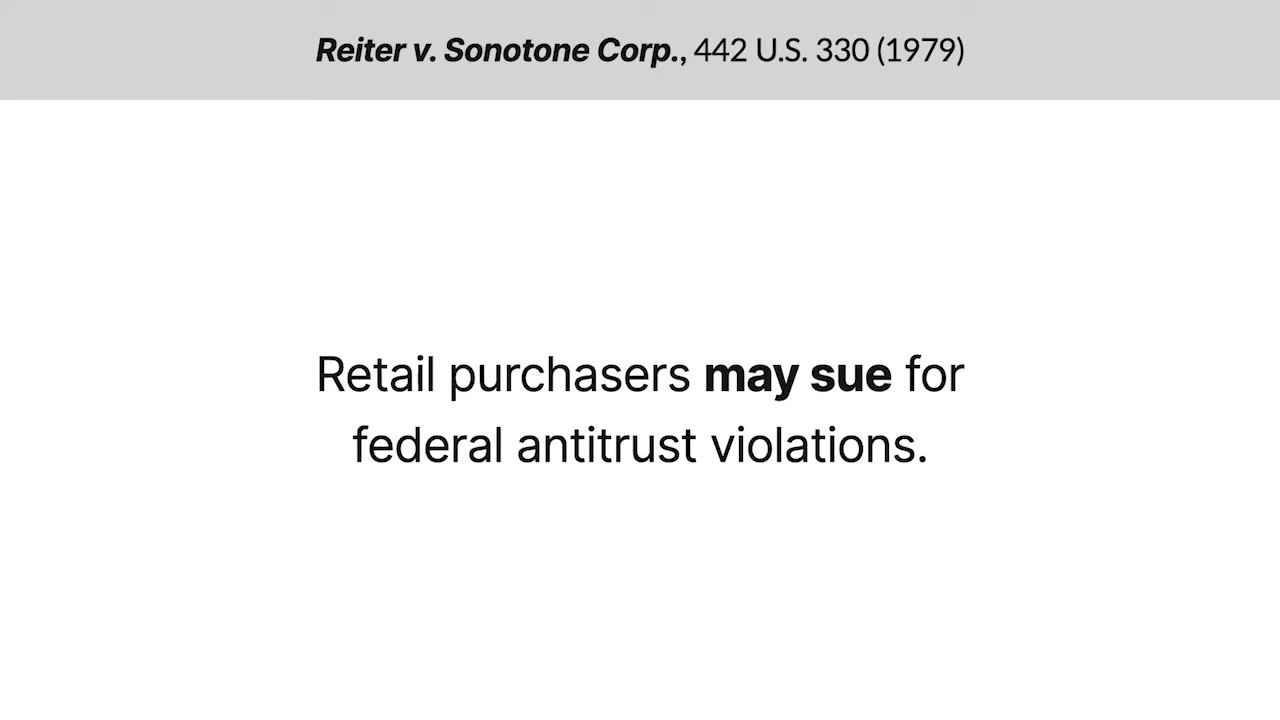 Reiter v. Sonotone Corp., 442 U.S. 330 (1979)
Retail purchasers may sue for
federal antitrust violations.